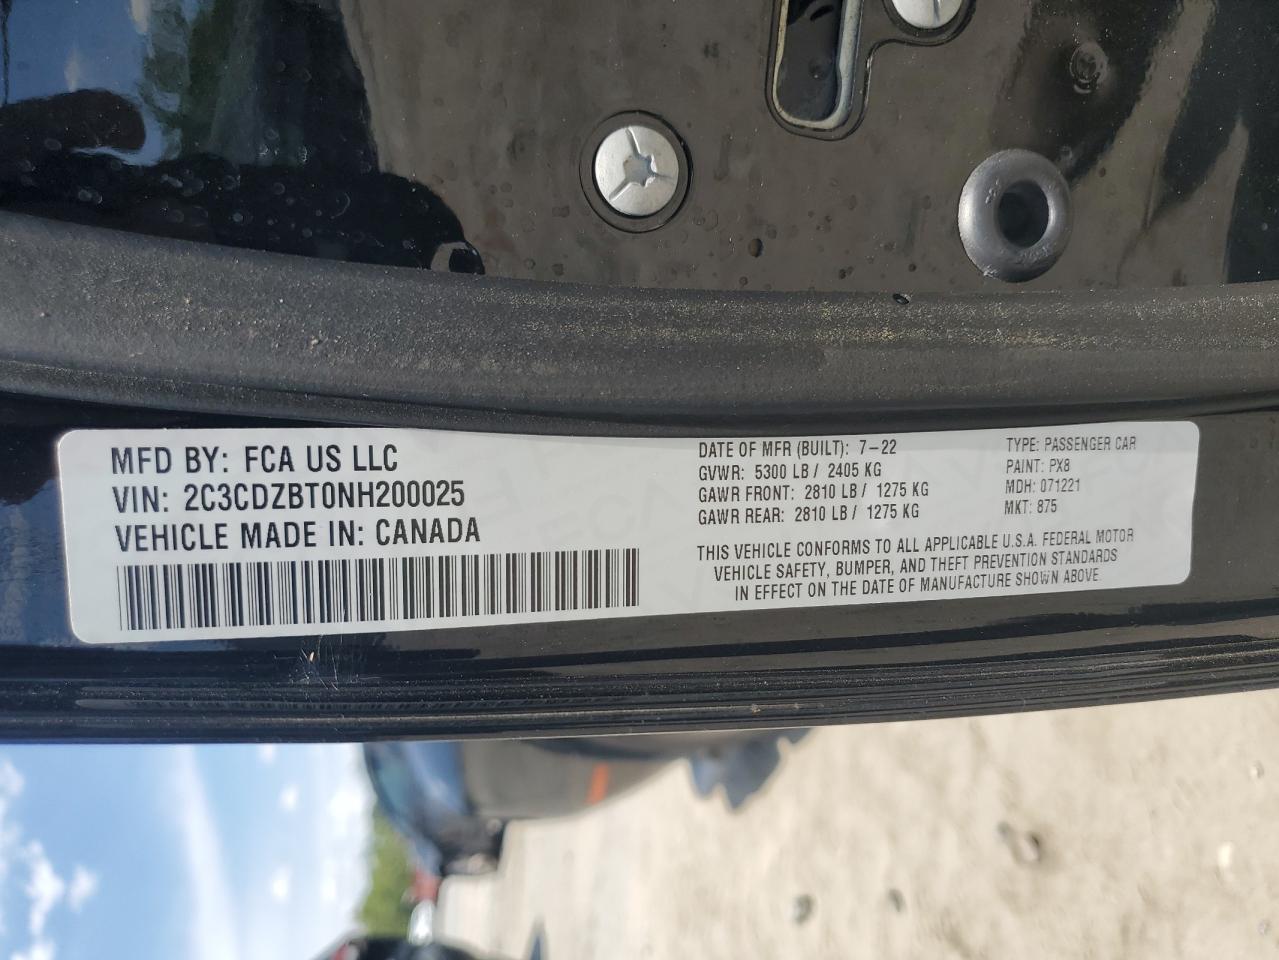 MFD BY: FCA US LLC
VIN: 2C3CDZBT0NH200025
VEHICLE MADE IN: CANADA
DATE OF MFR (BUILT): 7-22
GVWR: 5300 LB / 2405 KG
GAWR FRONT: 2810 LB / 1275 KG
GAWR REAR: 2810 LB / 1275 KG
TYPE: PASSENGER CAR
PAINT: PX8
MDH: 071221
MKT: 875
THIS VEHICLE CONFORMS TO ALL APPLICABLE U.S.A. FEDERAL MOTOR
VEHICLE SAFETY, BUMPER, AND THEFT PREVENTION STANDARDS
IN EFFECT ON THE DATE OF MANUFACTURE SHOWN ABOVE.